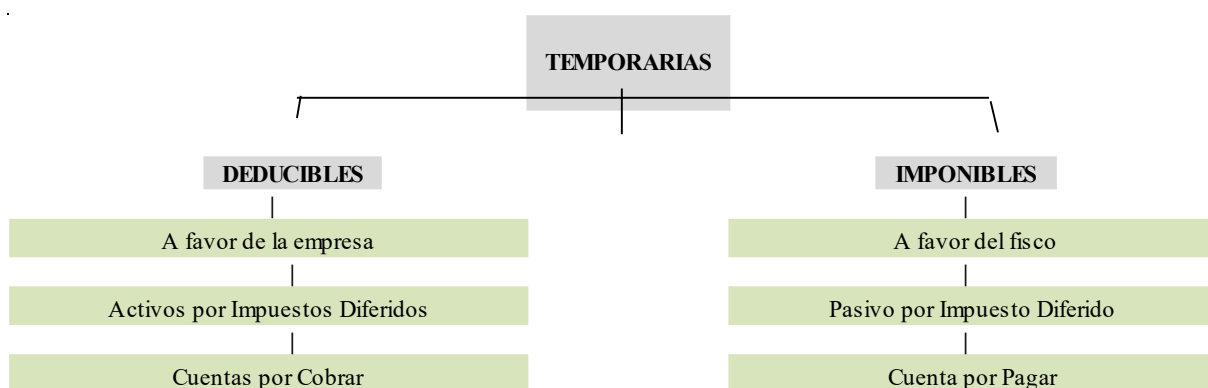 TEMPORARIAS
DEDUCIBLES
IMPONIBLES
A favor de la empresa
A favor del fisco
Activos por Impuestos Diferidos
Pasivo por Impuesto Diferido
Cuentas por Cobrar
Cuenta por Pagar